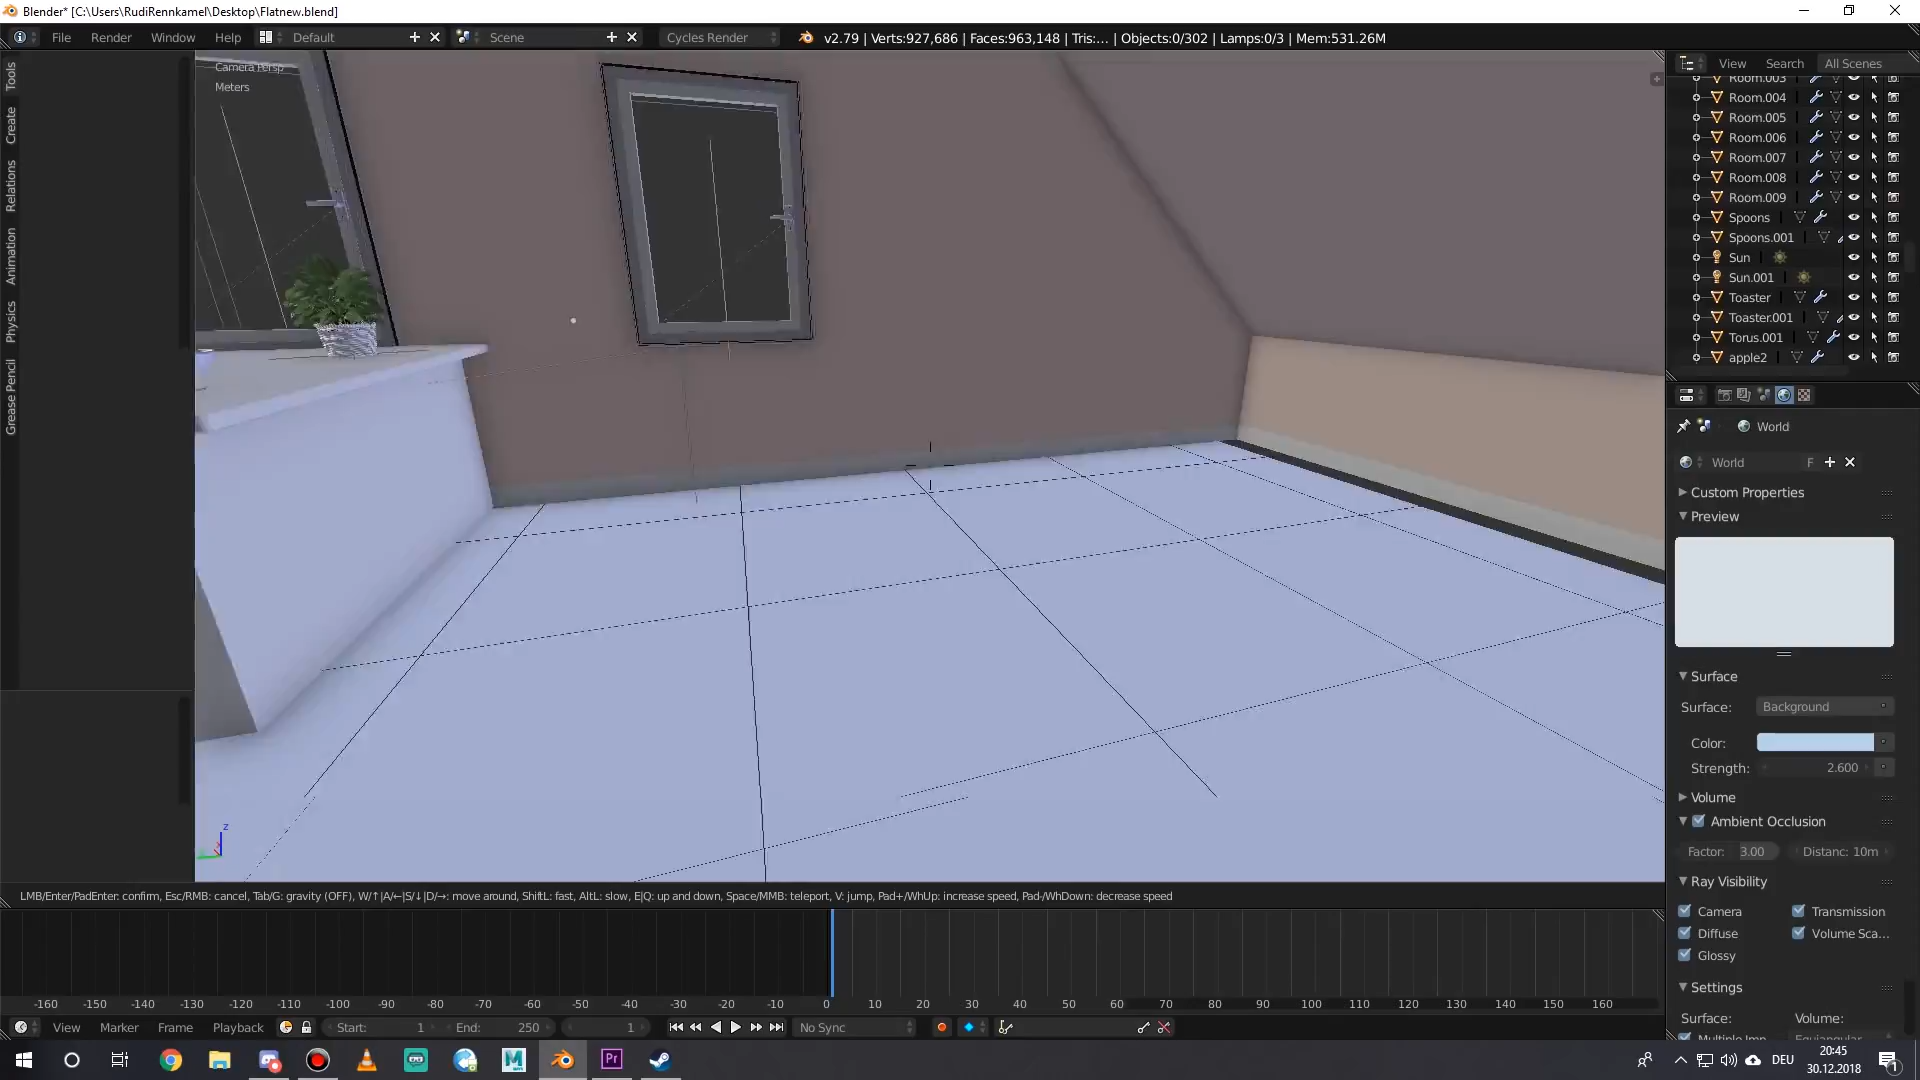 Blender* [C:\Users\RudiRennkamel\Desktop\Flatnew.blend]
File Render Window Help Default Scene Cycles Render v2.79 | Verts:927,686 | Faces:963,148 | Tris:... | Objects:0/302 | Lamps:0/3 | Mem:531.26M
Tools
Create
Relations
Animation
Physics
Grease Pencil
Camera Persp
Meters
z
View Search All Scenes
Room.003
Room.004
Room.005
Room.006
Room.007
Room.008
Room.009
Spoons
Spoons.001
Sun
Sun.001
Toaster
Toaster.001
Torus.001
apple2
World
World F
Custom Properties
Preview
Surface
Surface: Background
Color:
Strength: 2.600
Volume
Ambient Occlusion
Factor: 3.00 Distanc: 10m
Ray Visibility
Camera Transmission
Diffuse Volume Sca...
Glossy
Settings
Surface: Volume:
Multiple Imp
LMB/Enter/PadEnter: confirm, Esc/RMB: cancel, Tab/G: gravity (OFF), W/↑|A/←|S/↓|D/→: move around, ShiftL: fast, AltL: slow, E|Q: up and down, Space/MMB: teleport, V: jump, Pad+/WhUp: increase speed, Pad-/WhDown: decrease speed
-160 -150 -140 -130 -120 -110 -100 -90 -80 -70 -60 -50 -40 -30 -20 -10 0 10 20 30 40 50 60 70 80 90 100 110 120 130 140 150 160
View Marker Frame Playback Start: 1 End: 250 1 No Sync
Pr
DEU
20:45
30.12.2018
1